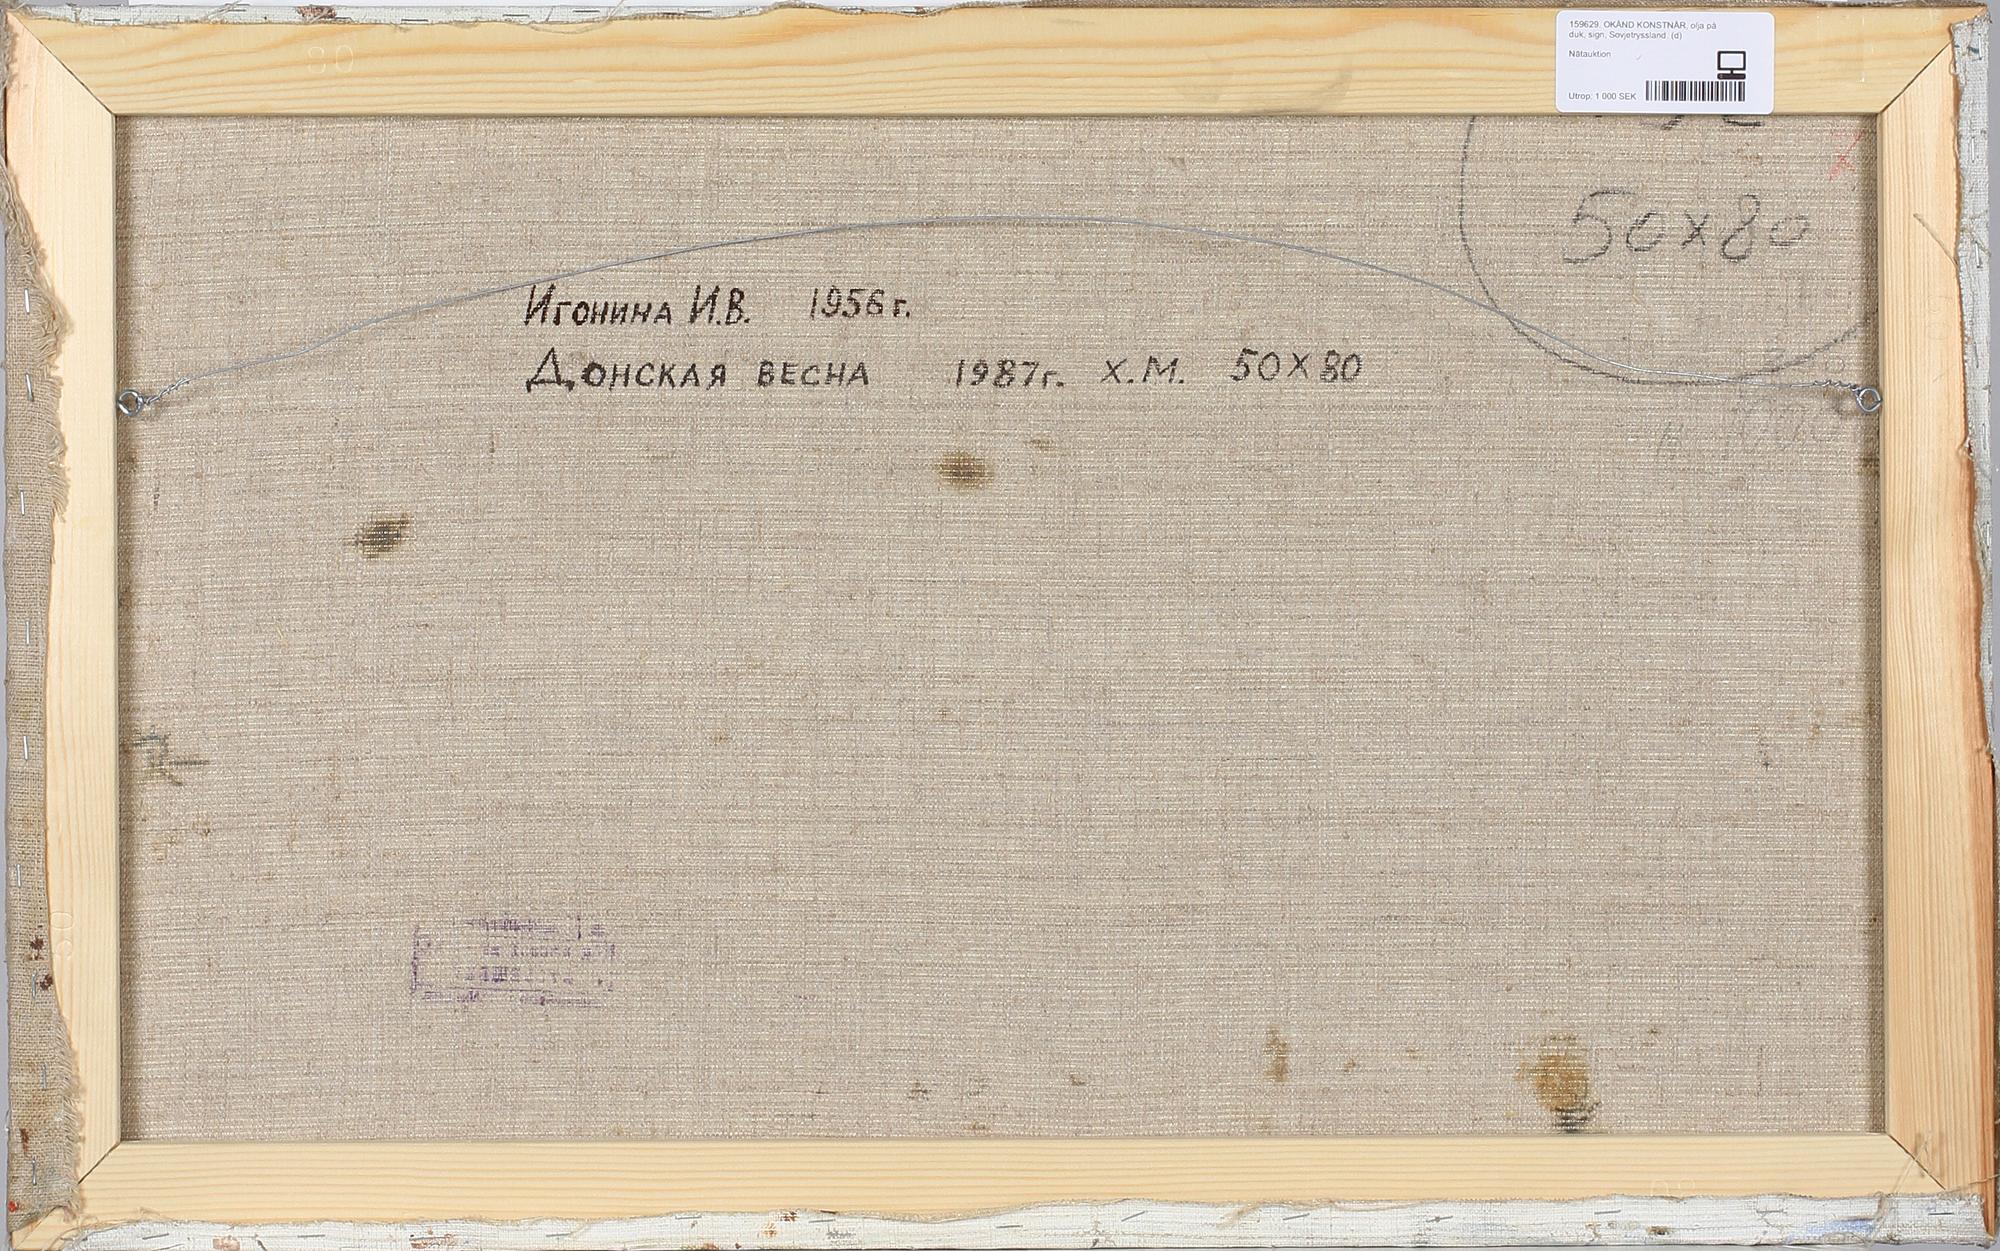 159629. OKÄND KONSTNÄR, olja på
duk, sign, Sovjetryssland. (d)
Nätauktion
Utrop: 1 000 SEK
50x80
Игонина И.В. 1956 г.
Донская весна 1987г. х.м. 50х80